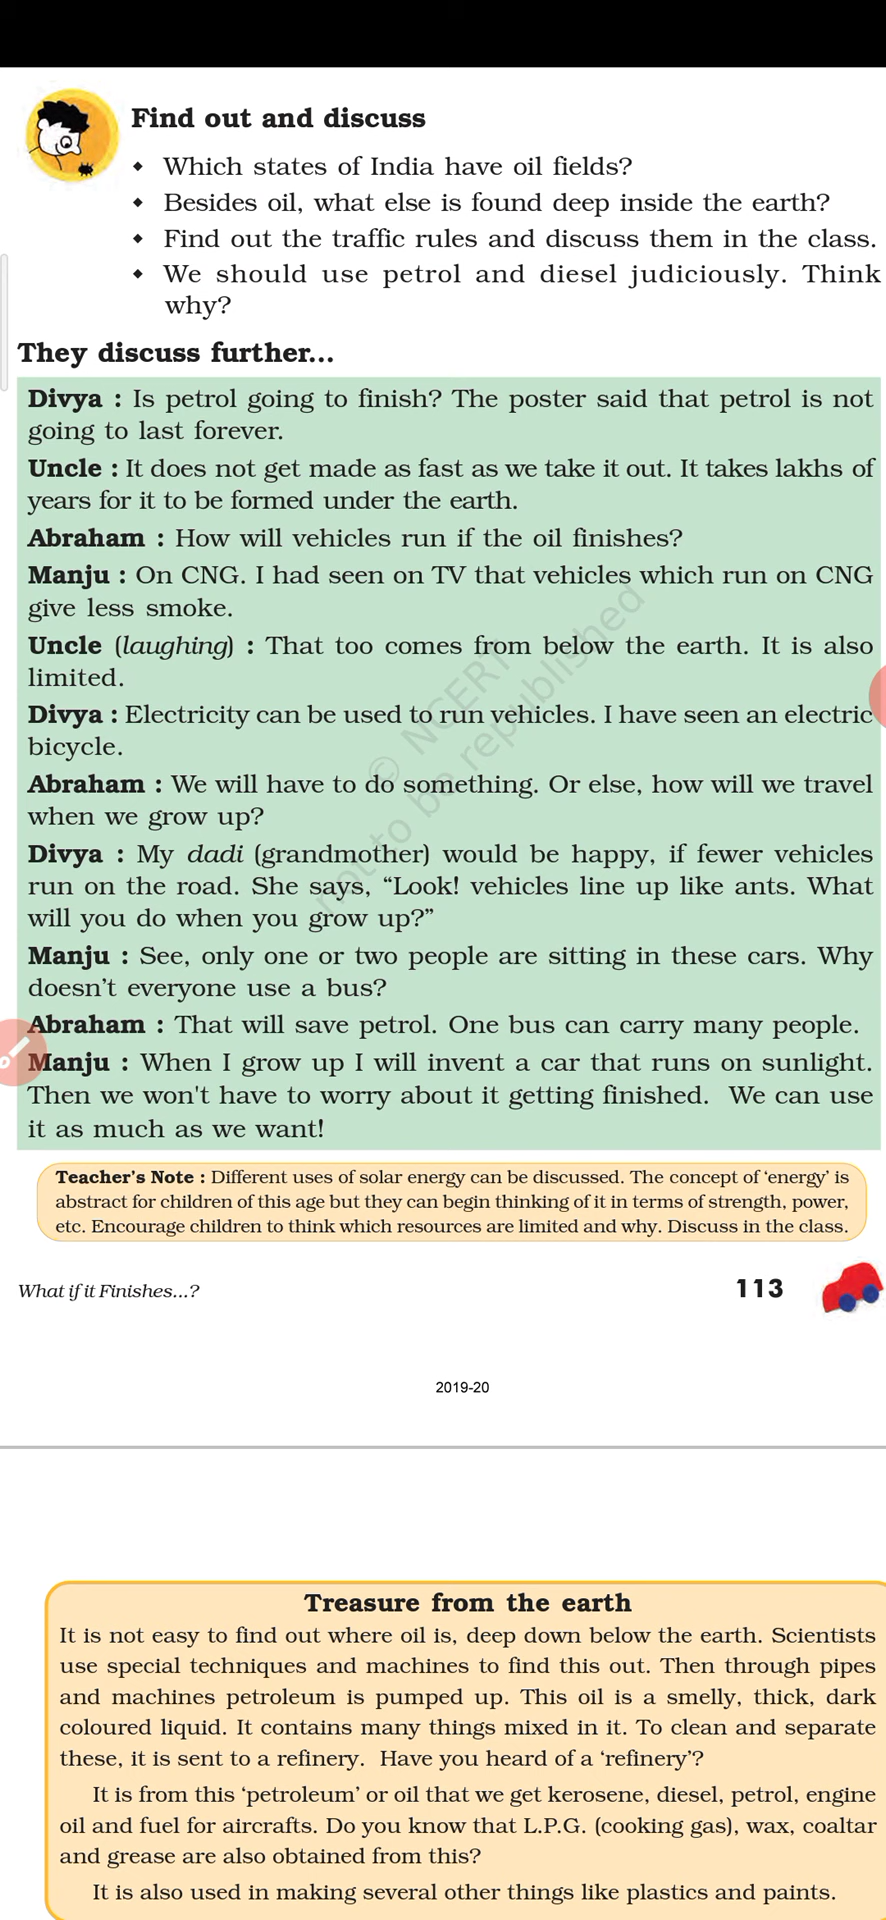 Find out and discuss
◆ Which states of India have oil fields?
◆ Besides oil, what else is found deep inside the earth?
◆ Find out the traffic rules and discuss them in the class.
◆ We should use petrol and diesel judiciously. Think
why?
They discuss further...
Divya : Is petrol going to finish? The poster said that petrol is not
going to last forever.
Uncle : It does not get made as fast as we take it out. It takes lakhs of
years for it to be formed under the earth.
Abraham : How will vehicles run if the oil finishes?
Manju : On CNG. I had seen on TV that vehicles which run on CNG
give less smoke.
Uncle (laughing) : That too comes from below the earth. It is also
limited.
Divya : Electricity can be used to run vehicles. I have seen an electric
bicycle.
Abraham : We will have to do something. Or else, how will we travel
when we grow up?
Divya : My dadi (grandmother) would be happy, if fewer vehicles
run on the road. She says, “Look! vehicles line up like ants. What
will you do when you grow up?”
Manju : See, only one or two people are sitting in these cars. Why
doesn’t everyone use a bus?
Abraham : That will save petrol. One bus can carry many people.
Manju : When I grow up I will invent a car that runs on sunlight.
Then we won't have to worry about it getting finished. We can use
it as much as we want!
© NCERT
not to be republished
Teacher’s Note : Different uses of solar energy can be discussed. The concept of ‘energy’ is
abstract for children of this age but they can begin thinking of it in terms of strength, power,
etc. Encourage children to think which resources are limited and why. Discuss in the class.
What if it Finishes...?
113
2019-20
Treasure from the earth
It is not easy to find out where oil is, deep down below the earth. Scientists
use special techniques and machines to find this out. Then through pipes
and machines petroleum is pumped up. This oil is a smelly, thick, dark
coloured liquid. It contains many things mixed in it. To clean and separate
these, it is sent to a refinery. Have you heard of a ‘refinery’?
It is from this ‘petroleum’ or oil that we get kerosene, diesel, petrol, engine
oil and fuel for aircrafts. Do you know that L.P.G. (cooking gas), wax, coaltar
and grease are also obtained from this?
It is also used in making several other things like plastics and paints.